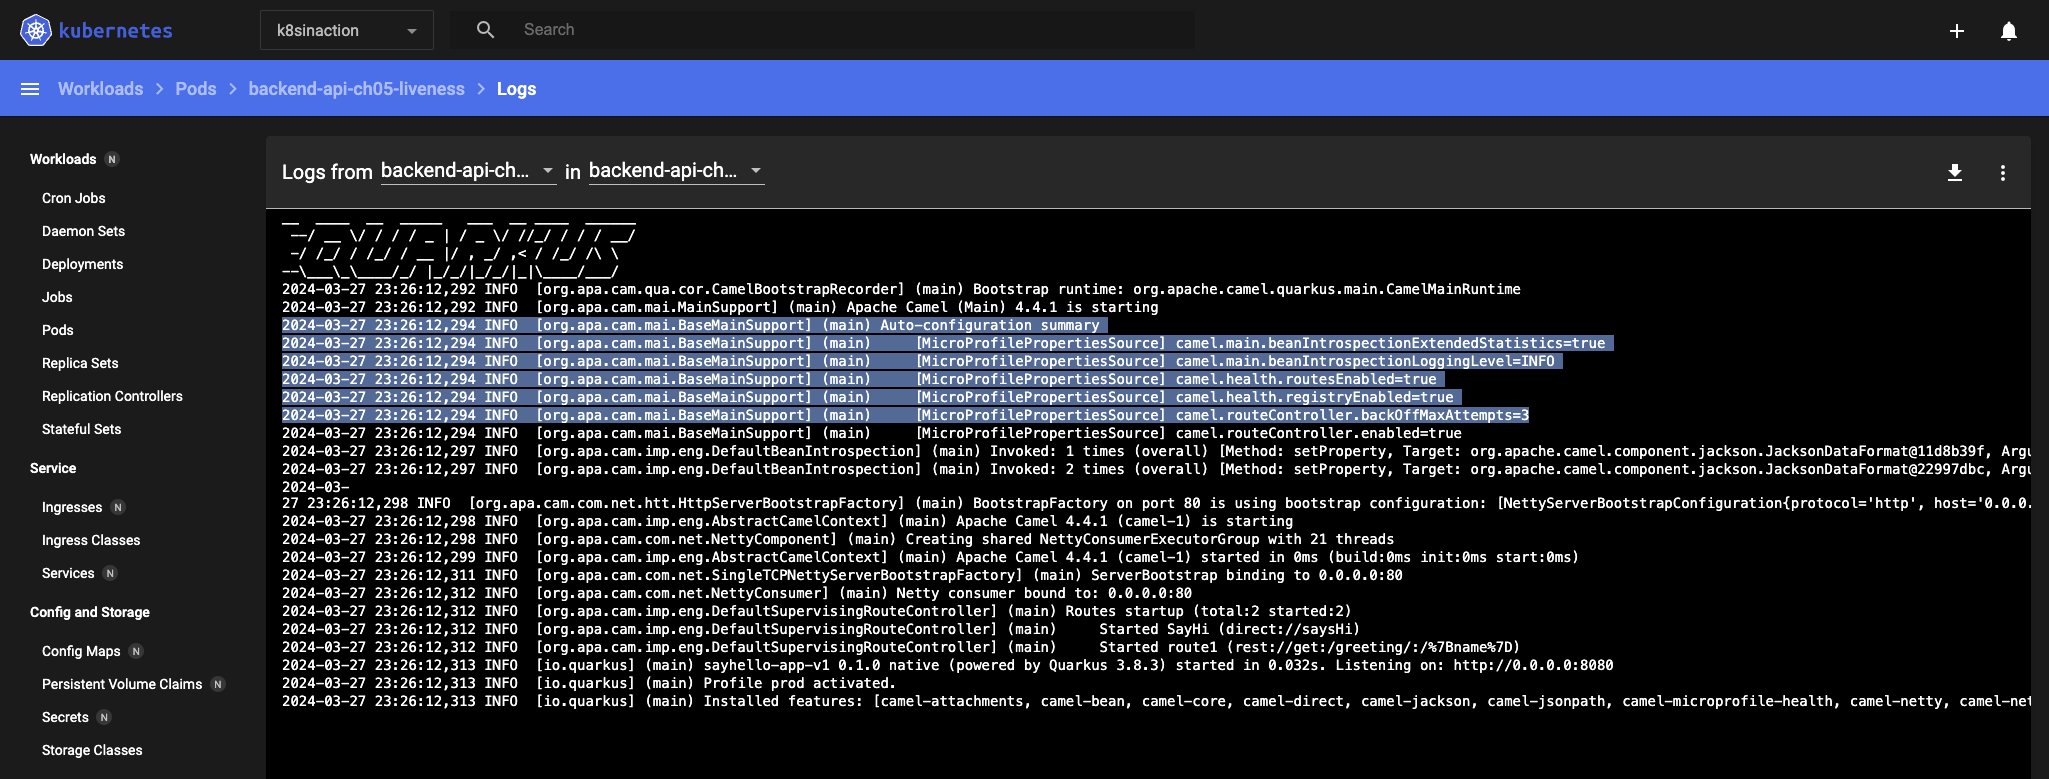 kubernetes
k8sinaction
Search
Workloads > Pods > backend-api-ch05-liveness > Logs
Workloads N
Cron Jobs
Daemon Sets
Deployments
Jobs
Pods
Replica Sets
Replication Controllers
Stateful Sets
Service
Ingresses N
Ingress Classes
Services N
Config and Storage
Config Maps N
Persistent Volume Claims N
Secrets N
Storage Classes
Logs from backend-api-ch... in backend-api-ch...
__  ____  __  _____   ___  __ ____  ______
 --/ __ \/ / / / _ | / _ \/ //_/ / / / __/
 -/ /_/ / /_/ / __ |/ , _/ ,< / /_/ /\ \
--\___\_\____/_/ |_/_/|_/_/|_|\____/___/
2024-03-27 23:26:12,292 INFO  [org.apa.cam.qua.cor.CamelBootstrapRecorder] (main) Bootstrap runtime: org.apache.camel.quarkus.main.CamelMainRuntime
2024-03-27 23:26:12,292 INFO  [org.apa.cam.mai.MainSupport] (main) Apache Camel (Main) 4.4.1 is starting
2024-03-27 23:26:12,294 INFO  [org.apa.cam.mai.BaseMainSupport] (main) Auto-configuration summary
2024-03-27 23:26:12,294 INFO  [org.apa.cam.mai.BaseMainSupport] (main)     [MicroProfilePropertiesSource] camel.main.beanIntrospectionExtendedStatistics=true
2024-03-27 23:26:12,294 INFO  [org.apa.cam.mai.BaseMainSupport] (main)     [MicroProfilePropertiesSource] camel.main.beanIntrospectionLoggingLevel=INFO
2024-03-27 23:26:12,294 INFO  [org.apa.cam.mai.BaseMainSupport] (main)     [MicroProfilePropertiesSource] camel.health.routesEnabled=true
2024-03-27 23:26:12,294 INFO  [org.apa.cam.mai.BaseMainSupport] (main)     [MicroProfilePropertiesSource] camel.health.registryEnabled=true
2024-03-27 23:26:12,294 INFO  [org.apa.cam.mai.BaseMainSupport] (main)     [MicroProfilePropertiesSource] camel.routeController.backOffMaxAttempts=3
2024-03-27 23:26:12,294 INFO  [org.apa.cam.mai.BaseMainSupport] (main)     [MicroProfilePropertiesSource] camel.routeController.enabled=true
2024-03-27 23:26:12,297 INFO  [org.apa.cam.imp.eng.DefaultBeanIntrospection] (main) Invoked: 1 times (overall) [Method: setProperty, Target: org.apache.camel.component.jackson.JacksonDataFormat@11d8b39f, Argu
2024-03-27 23:26:12,297 INFO  [org.apa.cam.imp.eng.DefaultBeanIntrospection] (main) Invoked: 2 times (overall) [Method: setProperty, Target: org.apache.camel.component.jackson.JacksonDataFormat@22997dbc, Argu
2024-03-
27 23:26:12,298 INFO  [org.apa.cam.com.net.htt.HttpServerBootstrapFactory] (main) BootstrapFactory on port 80 is using bootstrap configuration: [NettyServerBootstrapConfiguration{protocol='http', host='0.0.0.
2024-03-27 23:26:12,298 INFO  [org.apa.cam.imp.eng.AbstractCamelContext] (main) Apache Camel 4.4.1 (camel-1) is starting
2024-03-27 23:26:12,298 INFO  [org.apa.cam.com.net.NettyComponent] (main) Creating shared NettyConsumerExecutorGroup with 21 threads
2024-03-27 23:26:12,299 INFO  [org.apa.cam.imp.eng.AbstractCamelContext] (main) Apache Camel 4.4.1 (camel-1) started in 0ms (build:0ms init:0ms start:0ms)
2024-03-27 23:26:12,311 INFO  [org.apa.cam.com.net.SingleTCPNettyServerBootstrapFactory] (main) ServerBootstrap binding to 0.0.0.0:80
2024-03-27 23:26:12,312 INFO  [org.apa.cam.com.net.NettyConsumer] (main) Netty consumer bound to: 0.0.0.0:80
2024-03-27 23:26:12,312 INFO  [org.apa.cam.imp.eng.DefaultSupervisingRouteController] (main) Routes startup (total:2 started:2)
2024-03-27 23:26:12,312 INFO  [org.apa.cam.imp.eng.DefaultSupervisingRouteController] (main)     Started SayHi (direct://saysHi)
2024-03-27 23:26:12,312 INFO  [org.apa.cam.imp.eng.DefaultSupervisingRouteController] (main)     Started route1 (rest://get:/greeting/:/%7Bname%7D)
2024-03-27 23:26:12,313 INFO  [io.quarkus] (main) sayhello-app-v1 0.1.0 native (powered by Quarkus 3.8.3) started in 0.032s. Listening on: http://0.0.0.0:8080
2024-03-27 23:26:12,313 INFO  [io.quarkus] (main) Profile prod activated.
2024-03-27 23:26:12,313 INFO  [io.quarkus] (main) Installed features: [camel-attachments, camel-bean, camel-core, camel-direct, camel-jackson, camel-jsonpath, camel-microprofile-health, camel-netty, camel-net